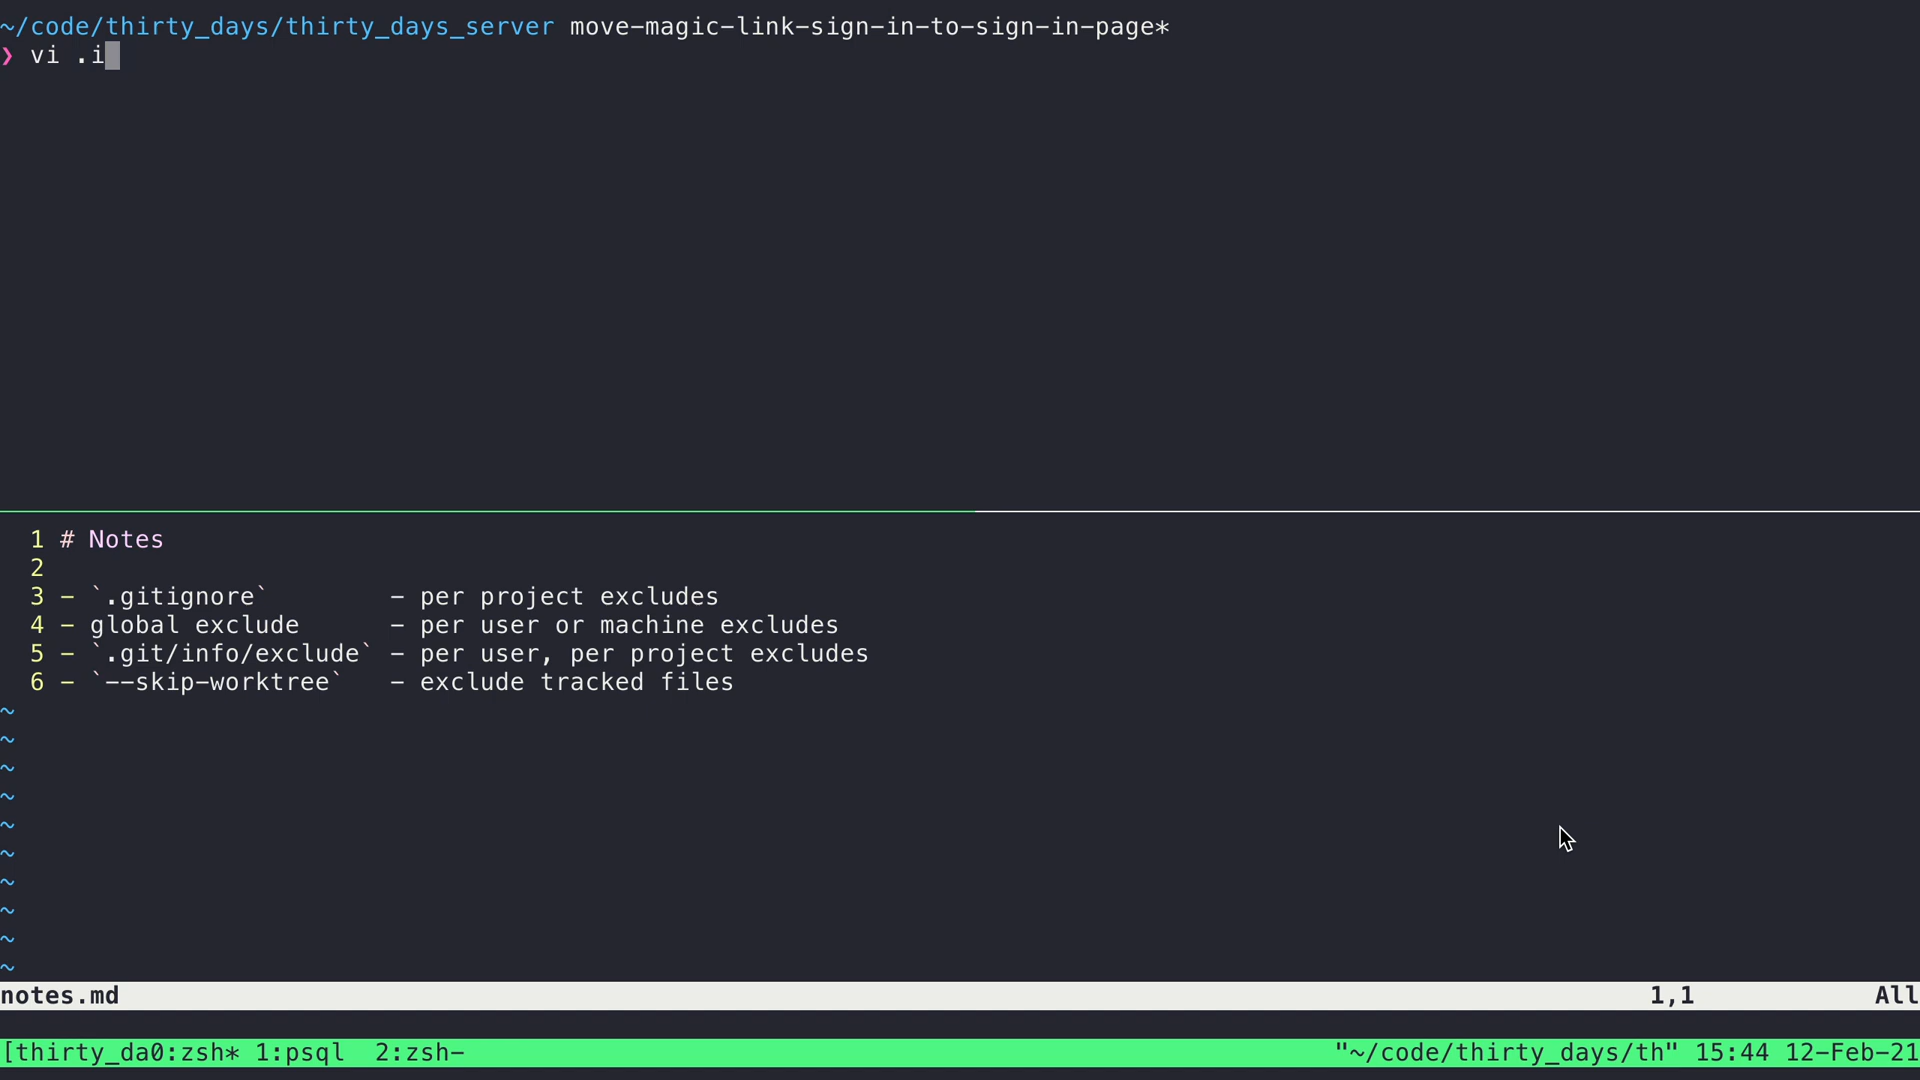 ~/code/thirty_days/thirty_days_server move-magic-link-sign-in-to-sign-in-page*
❯ vi .i
1 # Notes
2
3 - `.gitignore`        - per project excludes
4 - global exclude      - per user or machine excludes
5 - `.git/info/exclude` - per user, per project excludes
6 - `--skip-worktree`   - exclude tracked files
~
~
~
~
~
~
~
~
~
~
notes.md 1,1 All
[thirty_da0:zsh* 1:psql  2:zsh- "~/code/thirty_days/th" 15:44 12-Feb-21